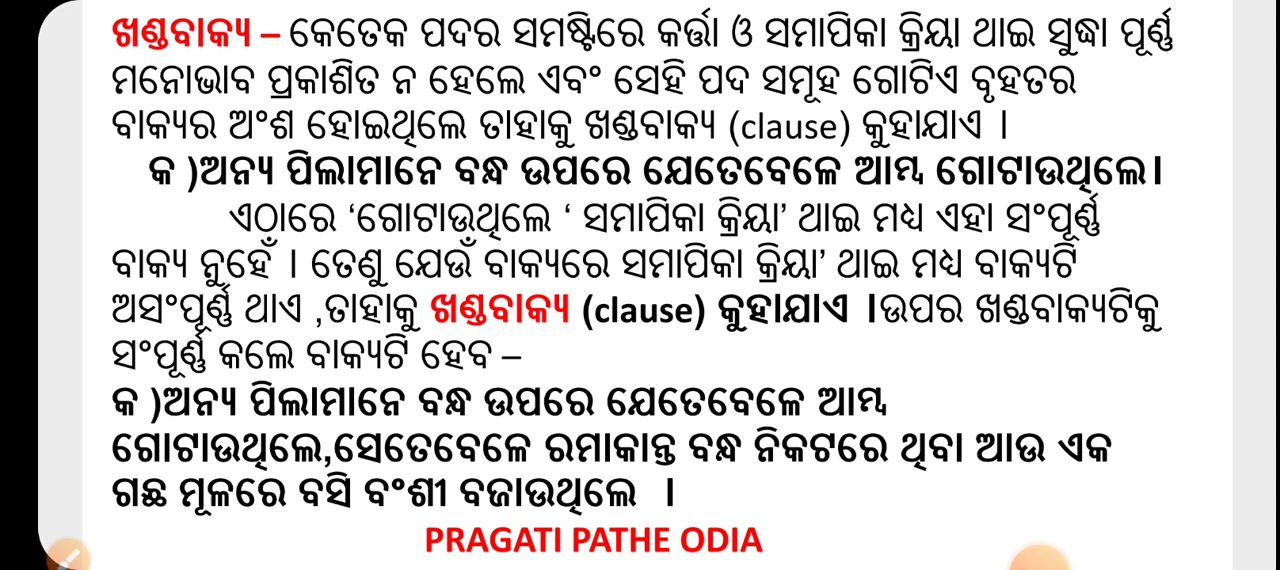 ଖଣ୍ଡବାକ୍ୟ – କେତେକ ପଦର ସମଷ୍ଟିରେ କର୍ତ୍ତା ଓ ସମାପିକା କ୍ରିୟା ଥାଇ ସୁଦ୍ଧା ପୂର୍ଣ୍ଣ
ମନୋଭାବ ପ୍ରକାଶିତ ନ ହେଲେ ଏବଂ ସେହି ପଦ ସମୂହ ଗୋଟିଏ ବୃହତର
ବାକ୍ୟର ଅଂଶ ହୋଇଥିଲେ ତାହାକୁ ଖଣ୍ଡବାକ୍ୟ (clause) କୁହାଯାଏ ।
କ )ଅନ୍ୟ ପିଲାମାନେ ବନ୍ଧ ଉପରେ ଯେତେବେଳେ ଆମ୍ଭ ଗୋଟାଉଥିଲେ।
ଏଠାରେ ‘ଗୋଟାଉଥିଲେ ‘ ସମାପିକା କ୍ରିୟା’ ଥାଇ ମଧ୍ୟ ଏହା ସଂପୂର୍ଣ୍ଣ
ବାକ୍ୟ ନୁହେଁ । ତେଣୁ ଯେଉଁ ବାକ୍ୟରେ ସମାପିକା କ୍ରିୟା’ ଥାଇ ମଧ୍ୟ ବାକ୍ୟଟି
ଅସଂପୂର୍ଣ୍ଣ ଥାଏ ,ତାହାକୁ ଖଣ୍ଡବାକ୍ୟ (clause) କୁହାଯାଏ ।ଉପର ଖଣ୍ଡବାକ୍ୟଟିକୁ
ସଂପୂର୍ଣ୍ଣ କଲେ ବାକ୍ୟଟି ହେବ –
କ )ଅନ୍ୟ ପିଲାମାନେ ବନ୍ଧ ଉପରେ ଯେତେବେଳେ ଆମ୍ଭ
ଗୋଟାଉଥିଲେ,ସେତେବେଳେ ରମାକାନ୍ତ ବନ୍ଧ ନିକଟରେ ଥିବା ଆଉ ଏକ
ଗଛ ମୂଳରେ ବସି ବଂଶୀ ବଜାଉଥିଲେ ।
PRAGATI PATHE ODIA